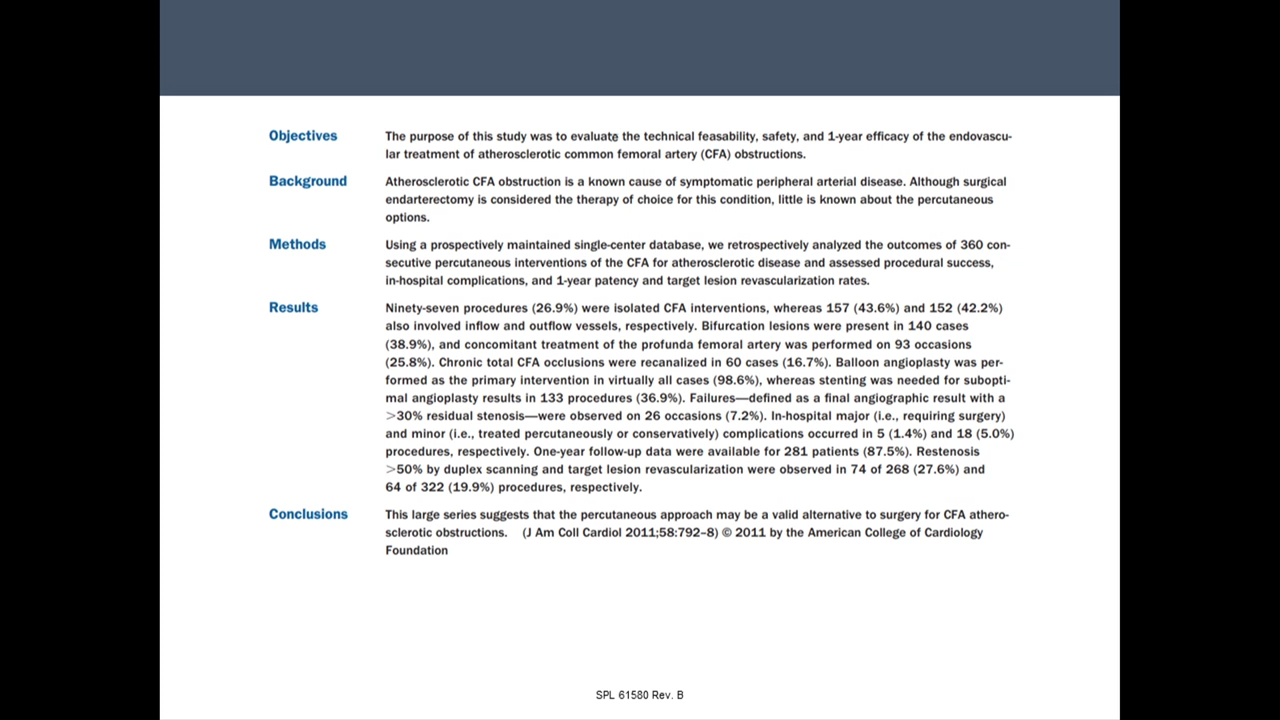 Objectives
The purpose of this study was to evaluate the technical feasability, safety, and 1-year efficacy of the endovascu-
lar treatment of atherosclerotic common femoral artery (CFA) obstructions.
Background
Atherosclerotic CFA obstruction is a known cause of symptomatic peripheral arterial disease. Although surgical
endarterectomy is considered the therapy of choice for this condition, little is known about the percutaneous
options.
Methods
Using a prospectively maintained single-center database, we retrospectively analyzed the outcomes of 360 con-
secutive percutaneous interventions of the CFA for atherosclerotic disease and assessed procedural success,
in-hospital complications, and 1-year patency and target lesion revascularization rates.
Results
Ninety-seven procedures (26.9%) were isolated CFA interventions, whereas 157 (43.6%) and 152 (42.2%)
also involved inflow and outflow vessels, respectively. Bifurcation lesions were present in 140 cases
(38.9%), and concomitant treatment of the profunda femoral artery was performed on 93 occasions
(25.8%). Chronic total CFA occlusions were recanalized in 60 cases (16.7%). Balloon angioplasty was per-
formed as the primary intervention in virtually all cases (98.6%), whereas stenting was needed for subopti-
mal angioplasty results in 133 procedures (36.9%). Failures—defined as a final angiographic result with a
>30% residual stenosis—were observed on 26 occasions (7.2%). In-hospital major (i.e., requiring surgery)
and minor (i.e., treated percutaneously or conservatively) complications occurred in 5 (1.4%) and 18 (5.0%)
procedures, respectively. One-year follow-up data were available for 281 patients (87.5%). Restenosis
>50% by duplex scanning and target lesion revascularization were observed in 74 of 268 (27.6%) and
64 of 322 (19.9%) procedures, respectively.
Conclusions
This large series suggests that the percutaneous approach may be a valid alternative to surgery for CFA athero-
sclerotic obstructions. (J Am Coll Cardiol 2011;58:792–8) © 2011 by the American College of Cardiology
Foundation
SPL 61580 Rev. B